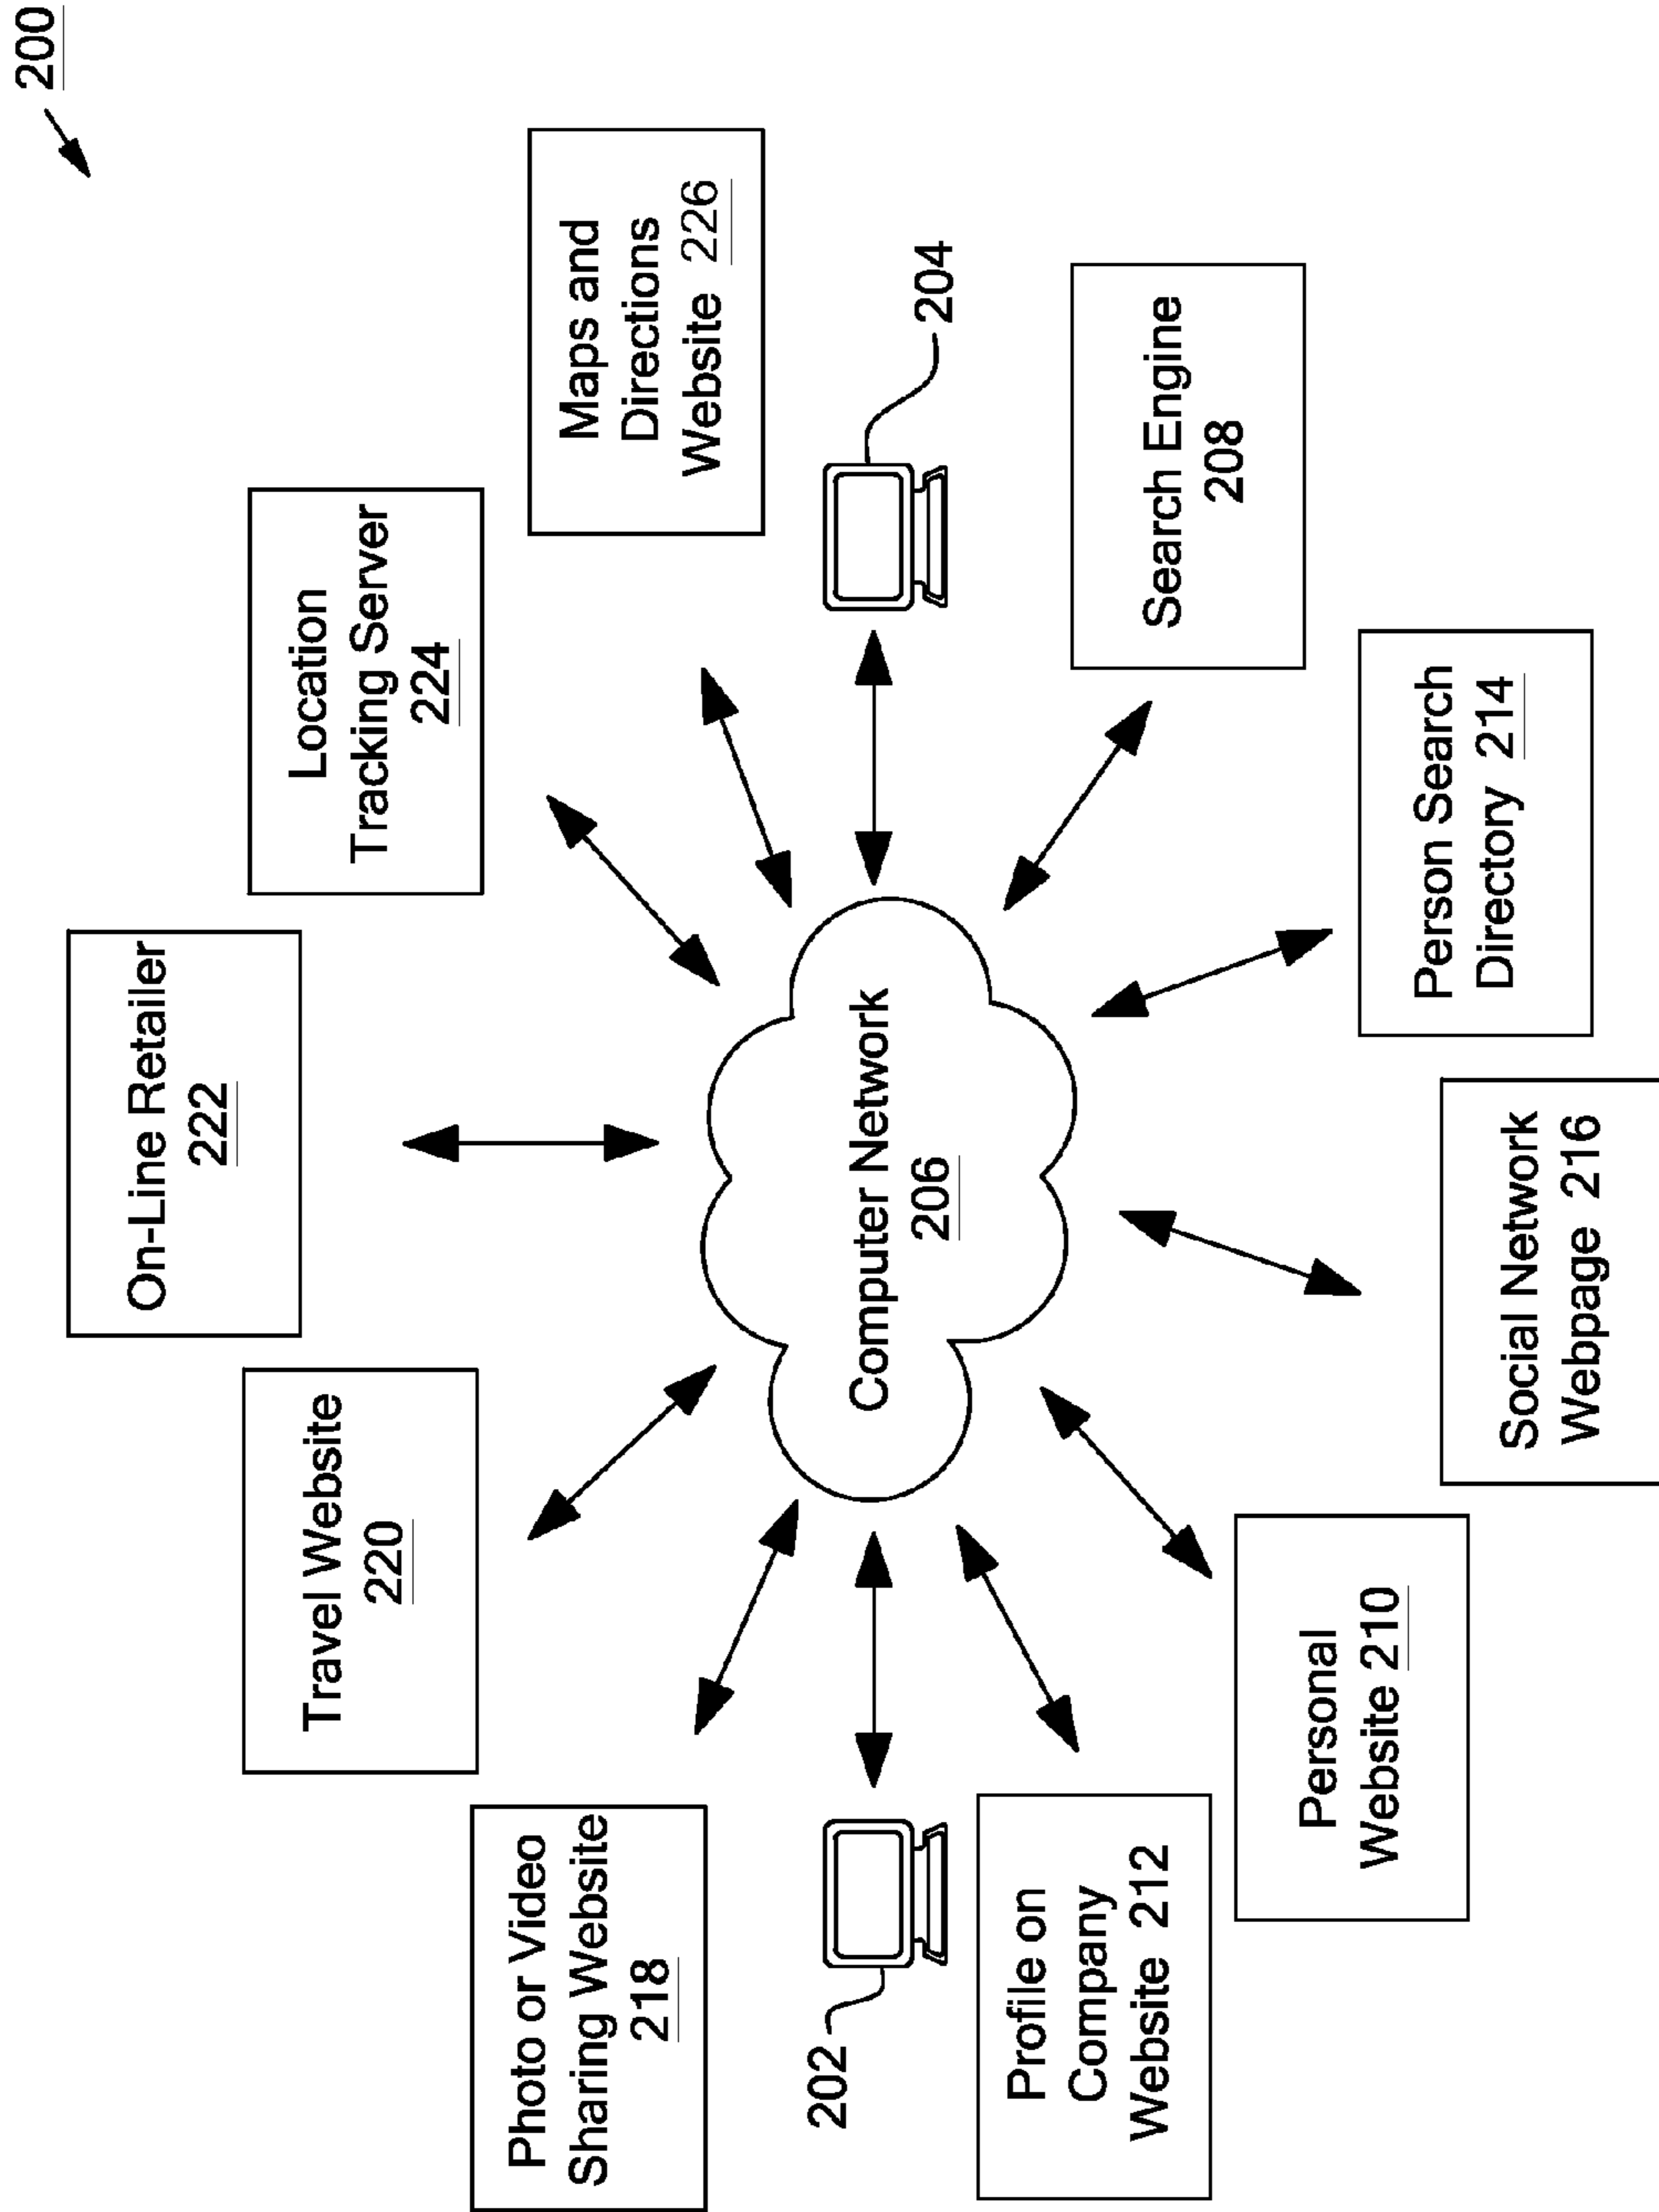 200
On-Line Retailer
222
Travel Website
220
Location
Tracking Server
224
Photo or Video
Sharing Website
218
Maps and
Directions
Website 226
202
Computer Network
206
204
Profile on
Company
Website 212
Search Engine
208
Personal
Website 210
Person Search
Directory 214
Social Network
Webpage 216